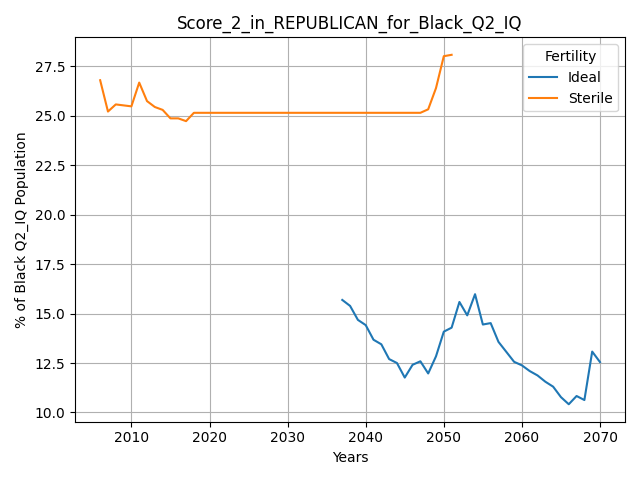 Score_2_in_REPUBLICAN_for_Black_Q2_IQ
% of Black Q2_IQ Population
27.5
25.0
22.5
20.0
17.5
15.0
12.5
10.0
Fertility
Ideal
Sterile
2010 2020 2030 2040 2050 2060 2070
Years